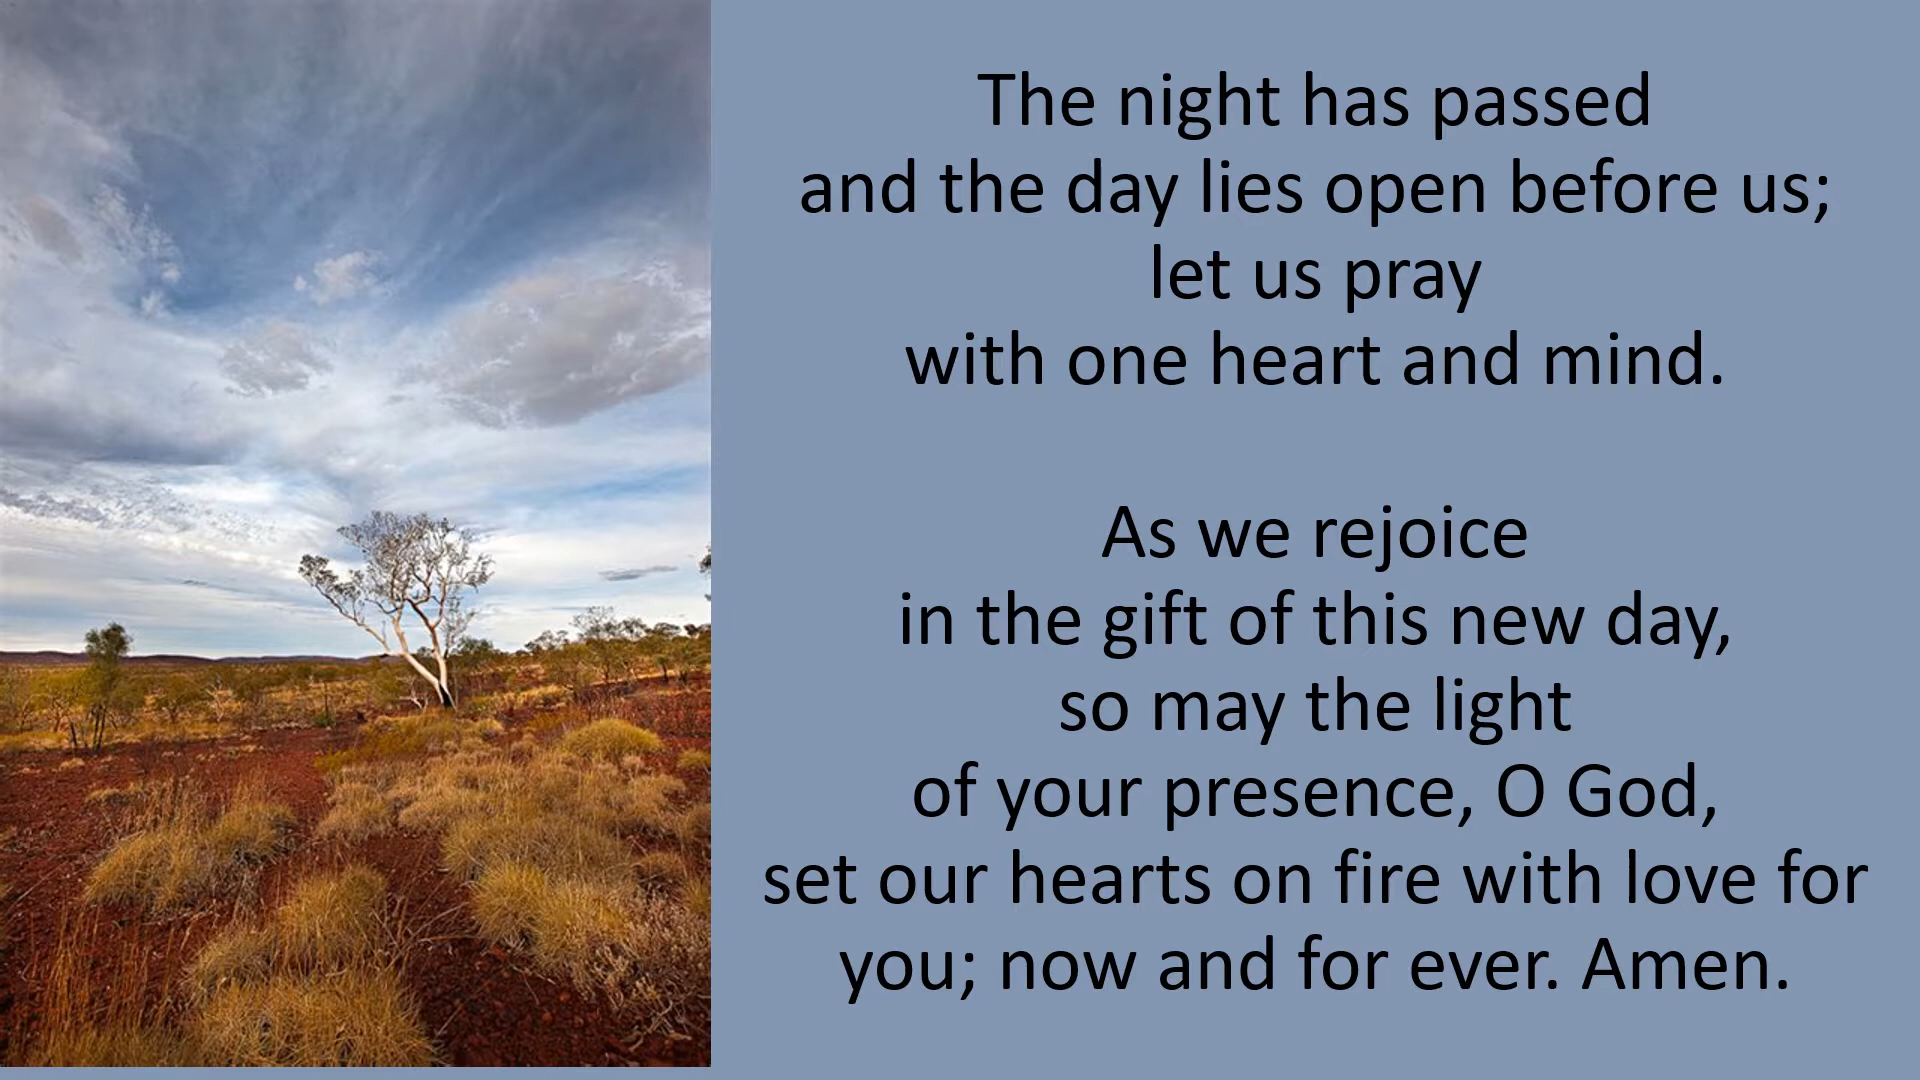 The night has passed
and the day lies open before us;
let us pray
with one heart and mind.
As we rejoice
in the gift of this new day,
so may the light
of your presence, O God,
set our hearts on fire with love for
you; now and for ever. Amen.